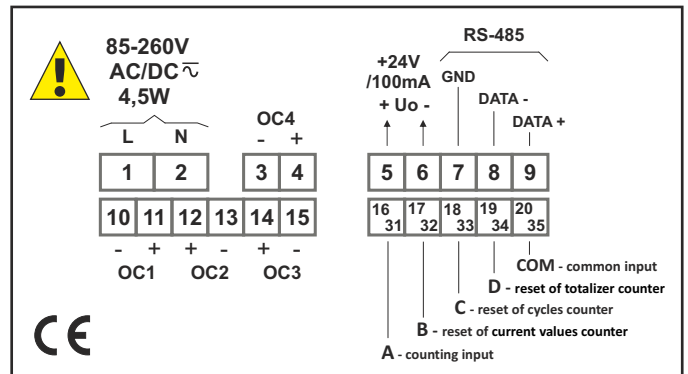 85-260V
AC/DC
4,5W
L N
OC4
- +
1 2 3 4
10 11 12 13 14 15
- + + - + -
OC1 OC2 OC3
CE
RS-485
+24V
/100mA
+ Uo -
GND
DATA -
DATA +
5 6 7 8 9
16 17 18 19 20
31 32 33 34 35
COM - common input
D - reset of totalizer counter
C - reset of cycles counter
B - reset of current values counter
A - counting input